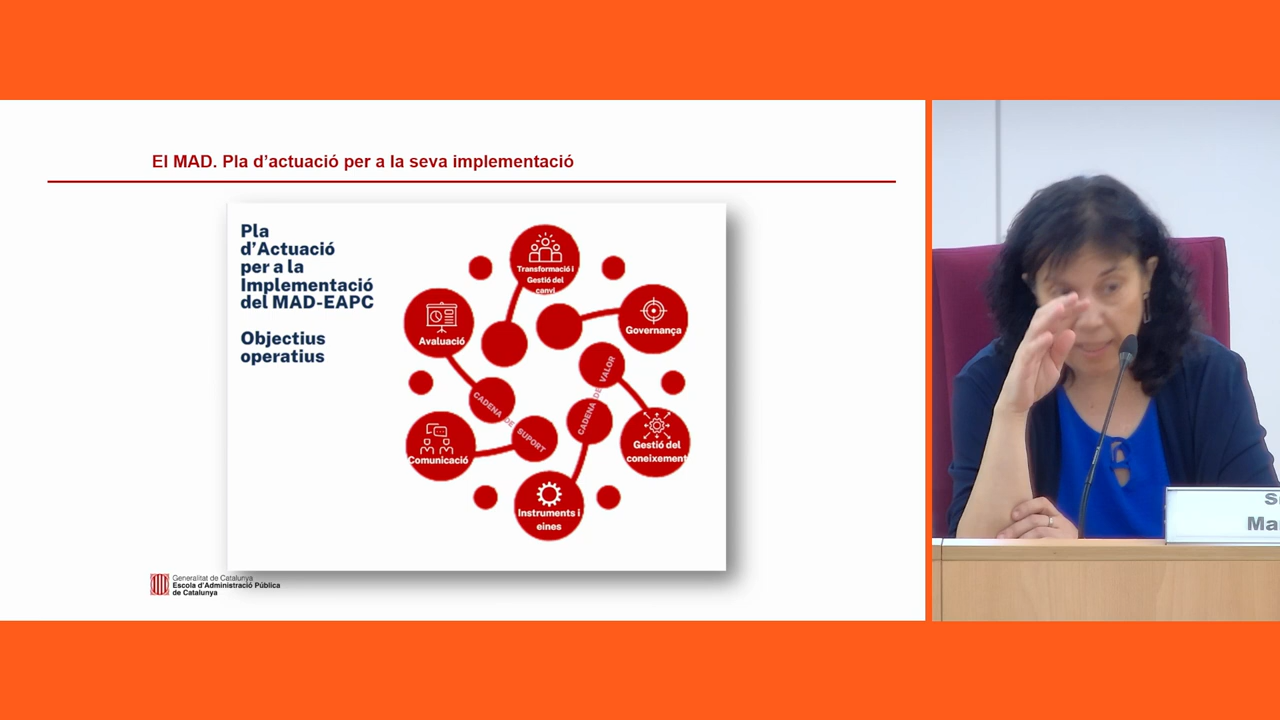 El MAD. Pla d'actuació per a la seva implementació
Pla
d'Actuació
per a la
Implementació
del MAD-EAPC
Objectius
operatius
Transformació i
Gestió del
canvi
Governança
Avaluació
CADENA DE VALOR
CADENA DE SUPORT
Gestió del
coneixement
Comunicació
Instruments i
eines
Generalitat de Catalunya
Escola d'Administració Pública
de Catalunya